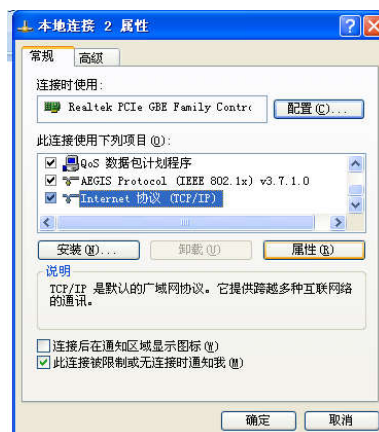 本地连接 2 属性
常规 高级
连接时使用:
Realtek PCIe GBE Family Contr 配置(C)...
此连接使用下列项目(O):
QoS 数据包计划程序
AEGIS Protocol (IEEE 802.1x) v3.7.1.0
Internet 协议 (TCP/IP)
安装(N)... 卸载(U) 属性(R)
说明
TCP/IP 是默认的广域网协议。它提供跨越多种互联网络
的通讯。
连接后在通知区域显示图标(W)
此连接被限制或无连接时通知我(M)
确定 取消